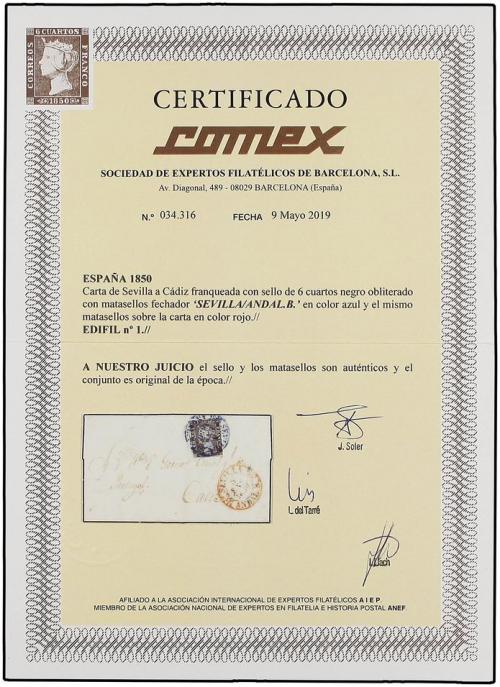 6 CUARTOS
CORREOS
FRANCO
1850
CERTIFICADO
comex
SOCIEDAD DE EXPERTOS FILATÉLICOS DE BARCELONA, S.L.
Av. Diagonal, 489 - 08029 BARCELONA (España)
N.º 034.316 FECHA 9 Mayo 2019
ESPAÑA 1850
Carta de Sevilla a Cádiz franqueada con sello de 6 cuartos negro obliterado
con matasellos fechador ‘SEVILLA/ANDAL.B.’ en color azul y el mismo
matasellos sobre la carta en color rojo.//
EDIFIL nº 1.//
A NUESTRO JUICIO el sello y los matasellos son auténticos y el
conjunto es original de la época.//
J. Soler
L. del Tarré
AFILIADO A LA ASOCIACIÓN INTERNACIONAL DE EXPERTOS FILATÉLICOS A I E P.
MIEMBRO DE LA ASOCIACIÓN NACIONAL DE EXPERTOS EN FILATELIA E HISTORIA POSTAL ANEF.